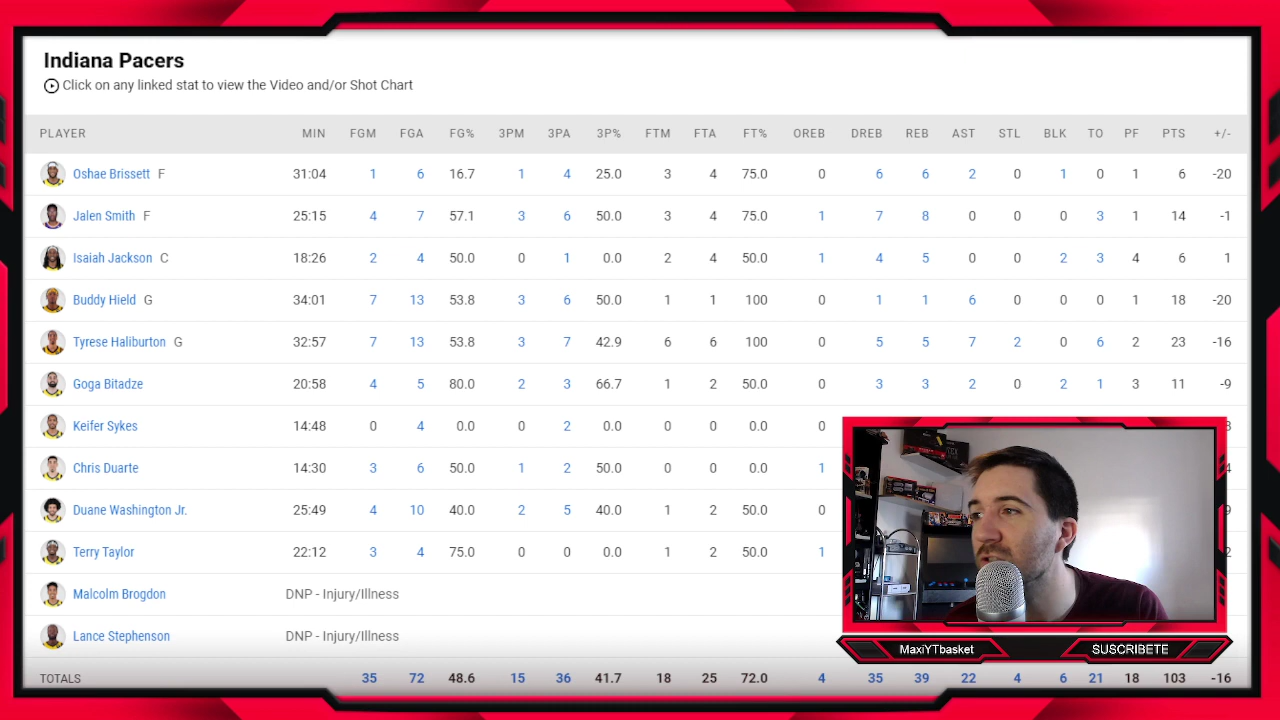 Indiana Pacers
Click on any linked stat to view the Video and/or Shot Chart
PLAYER MIN FGM FGA FG% 3PM 3PA 3P% FTM FTA FT% OREB DREB REB AST STL BLK TO PF PTS +/-
Oshae Brissett F 31:04 1 6 16.7 1 4 25.0 3 4 75.0 0 6 6 2 0 1 0 1 6 -20
Jalen Smith F 25:15 4 7 57.1 3 6 50.0 3 4 75.0 1 7 8 0 0 0 3 1 14 -1
Isaiah Jackson C 18:26 2 4 50.0 0 1 0.0 2 4 50.0 1 4 5 0 0 2 3 4 6 1
Buddy Hield G 34:01 7 13 53.8 3 6 50.0 1 1 100 0 1 1 6 0 0 0 1 18 -20
Tyrese Haliburton G 32:57 7 13 53.8 3 7 42.9 6 6 100 0 5 5 7 2 0 6 2 23 -16
Goga Bitadze 20:58 4 5 80.0 2 3 66.7 1 2 50.0 0 3 3 2 0 2 1 3 11 -9
Keifer Sykes 14:48 0 4 0.0 0 2 0.0 0 0 0.0 0
Chris Duarte 14:30 3 6 50.0 1 2 50.0 0 0 0.0 1
Duane Washington Jr. 25:49 4 10 40.0 2 5 40.0 1 2 50.0 0
Terry Taylor 22:12 3 4 75.0 0 0 0.0 1 2 50.0 1
Malcolm Brogdon DNP - Injury/Illness
Lance Stephenson DNP - Injury/Illness
TOTALS 35 72 48.6 15 36 41.7 18 25 72.0 4 35 39 22 4 6 21 18 103 -16
MaxiYTbasket
SUSCRIBETE